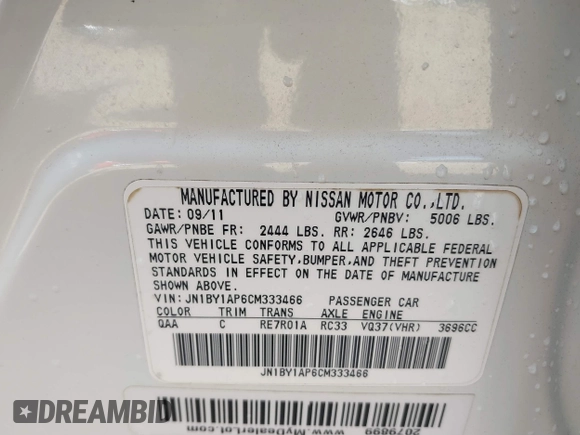 MANUFACTURED BY NISSAN MOTOR CO.,LTD.
DATE: 09/11 GVWR/PNBV: 5006 LBS.
GAWR/PNBE FR: 2444 LBS. RR: 2646 LBS.
THIS VEHICLE CONFORMS TO ALL APPLICABLE FEDERAL
MOTOR VEHICLE SAFETY,BUMPER,AND THEFT PREVENTION
STANDARDS IN EFFECT ON THE DATE OF MANUFACTURE
SHOWN ABOVE.
VIN: JN1BY1AP6CM333466 PASSENGER CAR
COLOR TRIM TRANS AXLE ENGINE
QAA C RE7R01A RC33 VQ37(VHR) 3696CC
JN1BY1AP6CM333466
2079899
www.MyDealerLot.com
DREAMBID